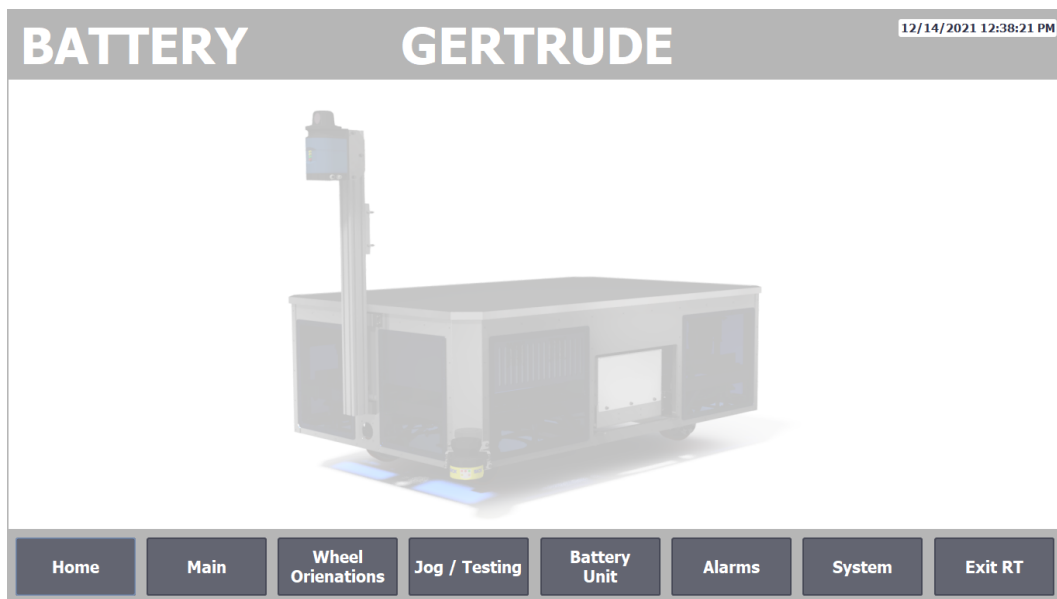 BATTERY GERTRUDE 12/14/2021 12:38:21 PM
Home
Main
Wheel
Orienations
Jog / Testing
Battery
Unit
Alarms
System
Exit RT